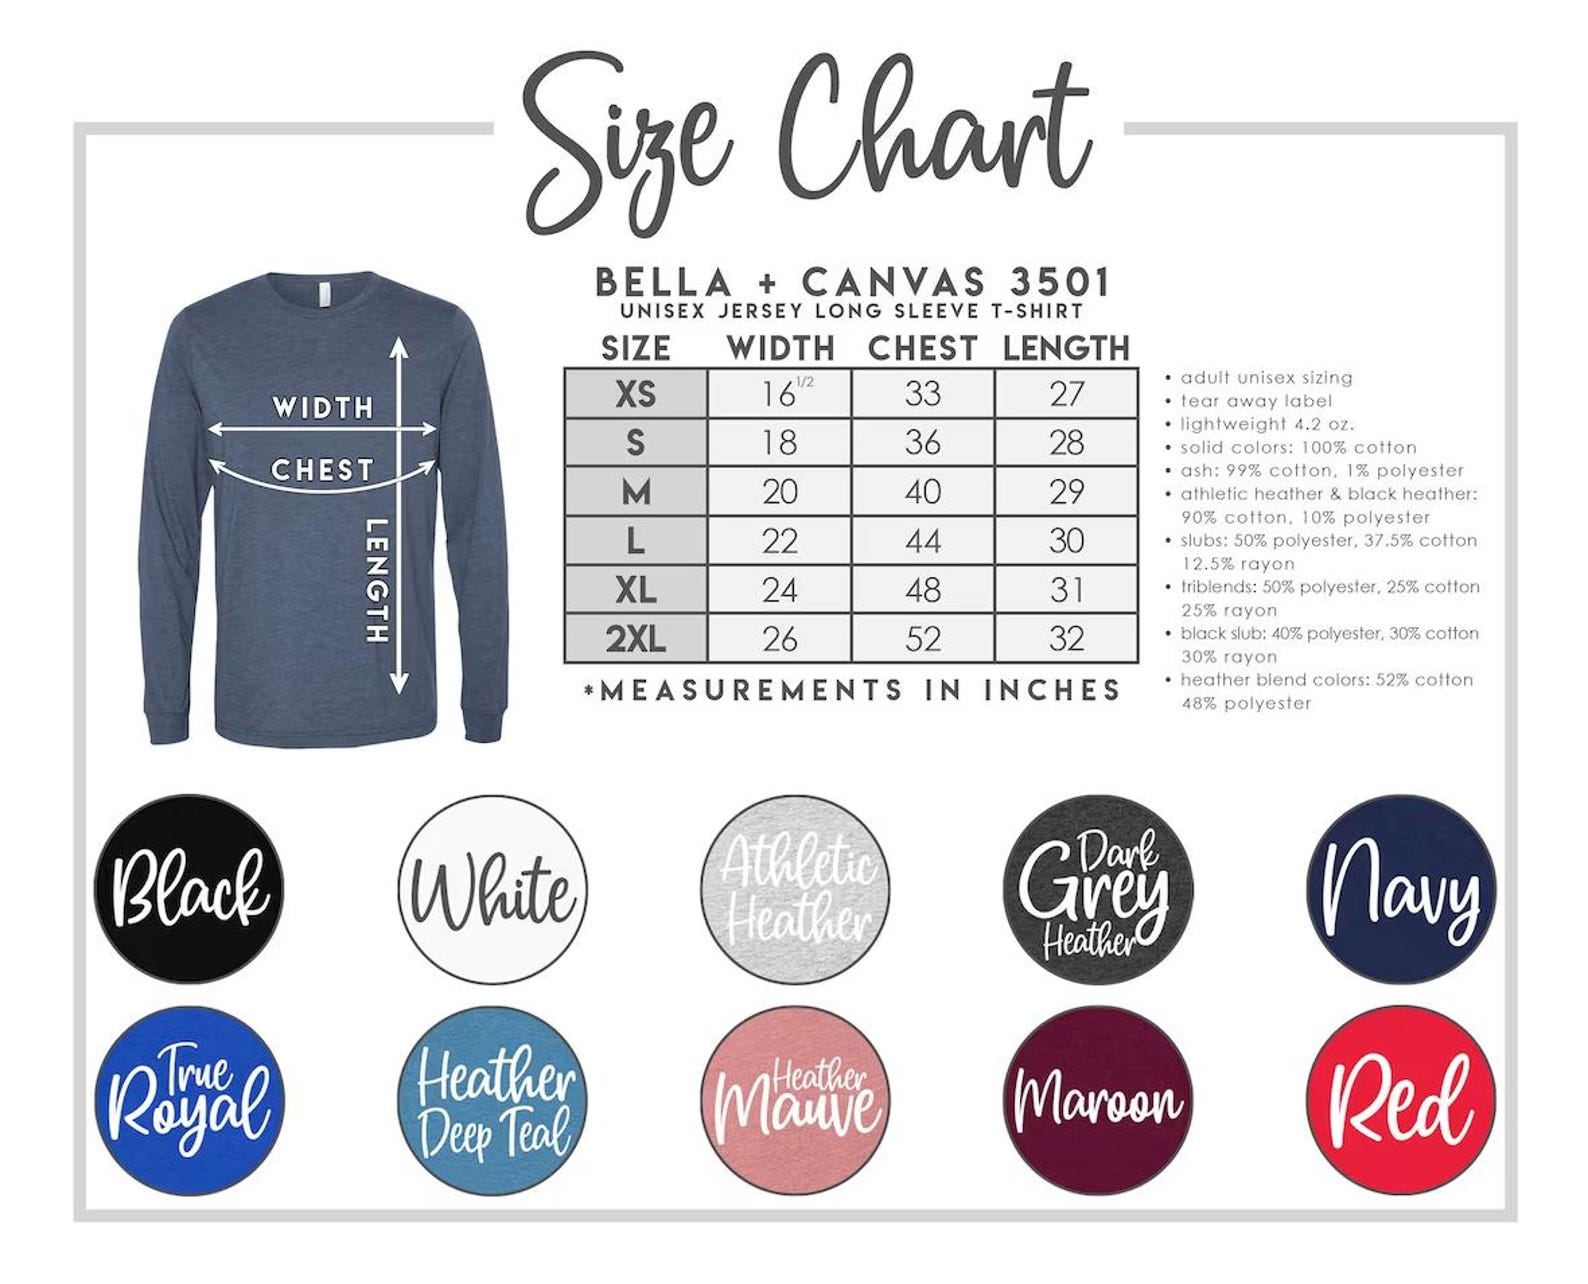 Size Chart
BELLA + CANVAS 3501
UNISEX JERSEY LONG SLEEVE T-SHIRT
SIZE WIDTH CHEST LENGTH
XS 16 1/2 33 27
S 18 36 28
M 20 40 29
L 22 44 30
XL 24 48 31
2XL 26 52 32
*MEASUREMENTS IN INCHES
WIDTH
CHEST
LENGTH
• adult unisex sizing
• tear away label
• lightweight 4.2 oz.
• solid colors: 100% cotton
• ash: 99% cotton, 1% polyester
• athletic heather & black heather:
90% cotton, 10% polyester
• slubs: 50% polyester, 37.5% cotton
12.5% rayon
• triblends: 50% polyester, 25% cotton
25% rayon
• black slub: 40% polyester, 30% cotton
30% rayon
• heather blend colors: 52% cotton
48% polyester
Black
White
Athletic
Heather
Dark
Grey
Heather
Navy
True
Royal
Heather
Deep Teal
Heather
Mauve
Maroon
Red